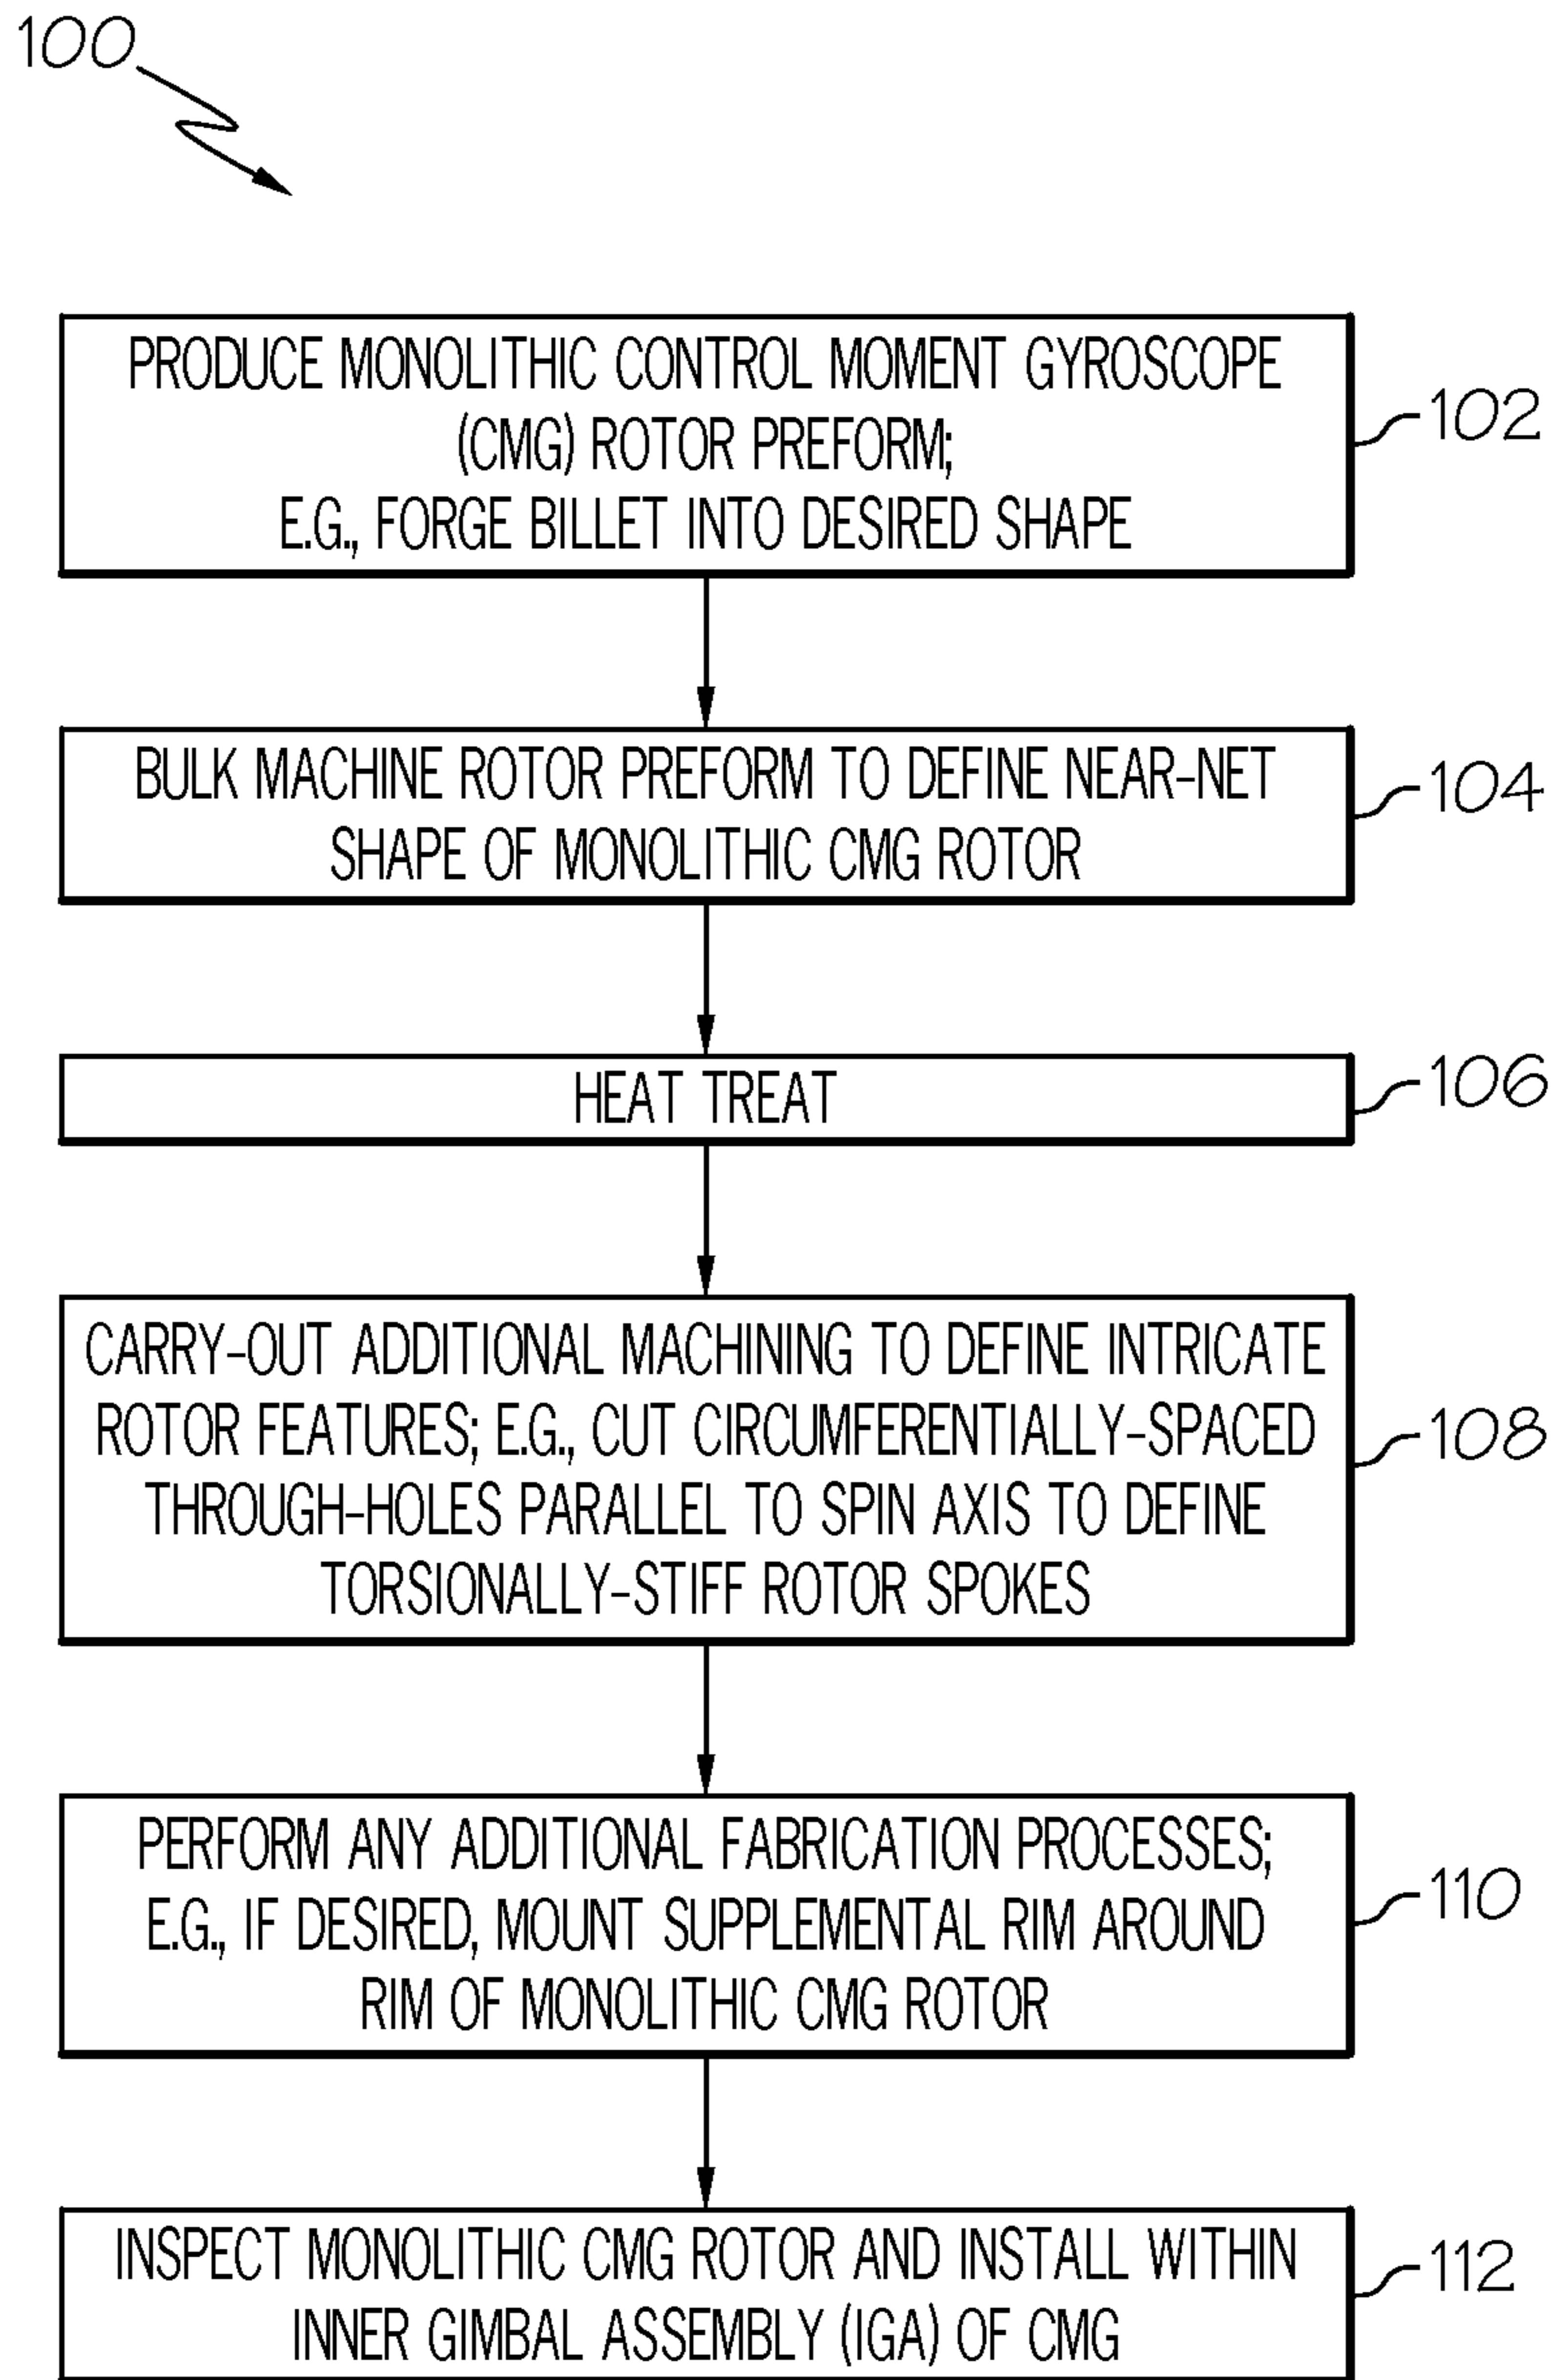 100
PRODUCE MONOLITHIC CONTROL MOMENT GYROSCOPE
(CMG) ROTOR PREFORM;
E.G., FORGE BILLET INTO DESIRED SHAPE
102
BULK MACHINE ROTOR PREFORM TO DEFINE NEAR-NET
SHAPE OF MONOLITHIC CMG ROTOR
104
HEAT TREAT
106
CARRY-OUT ADDITIONAL MACHINING TO DEFINE INTRICATE
ROTOR FEATURES; E.G., CUT CIRCUMFERENTIALLY-SPACED
THROUGH-HOLES PARALLEL TO SPIN AXIS TO DEFINE
TORSIONALLY-STIFF ROTOR SPOKES
108
PERFORM ANY ADDITIONAL FABRICATION PROCESSES;
E.G., IF DESIRED, MOUNT SUPPLEMENTAL RIM AROUND
RIM OF MONOLITHIC CMG ROTOR
110
INSPECT MONOLITHIC CMG ROTOR AND INSTALL WITHIN
INNER GIMBAL ASSEMBLY (IGA) OF CMG
112